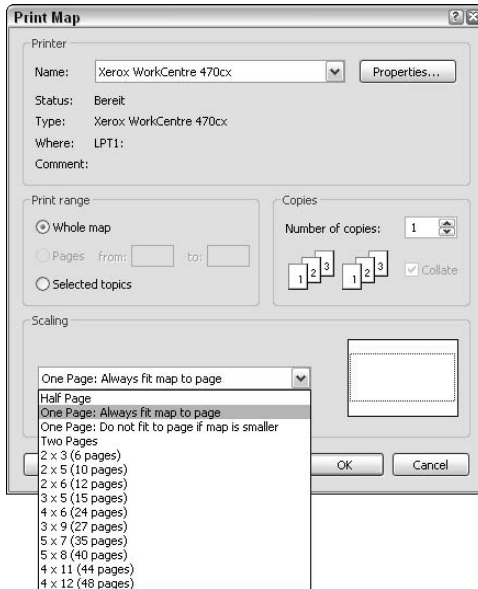 Print Map
Printer
Name: Xerox WorkCentre 470cx Properties...
Status: Bereit
Type: Xerox WorkCentre 470cx
Where: LPT1:
Comment:
Print range
Whole map
Pages from: to:
Selected topics
Copies
Number of copies: 1
1 2 3 1 2 3 Collate
Scaling
One Page: Always fit map to page
Half Page
One Page: Always fit map to page
One Page: Do not fit to page if map is smaller
Two Pages
2 x 3 (6 pages)
2 x 5 (10 pages)
2 x 6 (12 pages)
3 x 5 (15 pages)
4 x 6 (24 pages)
3 x 9 (27 pages)
5 x 7 (35 pages)
5 x 8 (40 pages)
4 x 11 (44 pages)
4 x 12 (48 pages)
OK Cancel